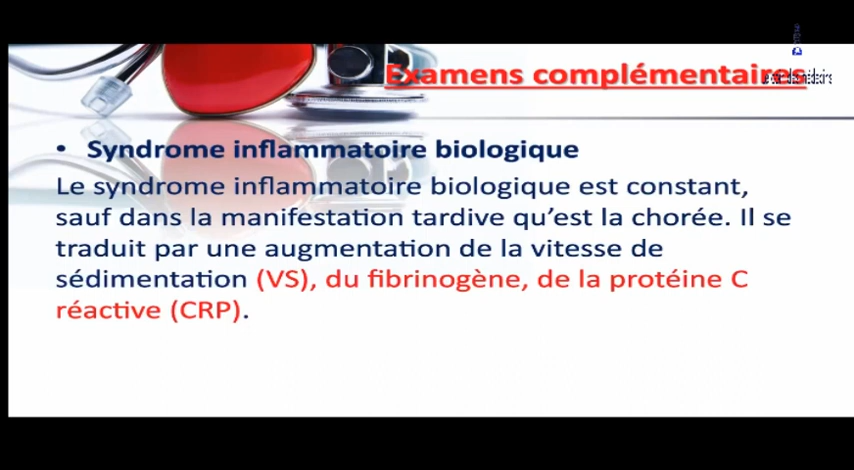 Examens complémentaires
• Syndrome inflammatoire biologique
Le syndrome inflammatoire biologique est constant,
sauf dans la manifestation tardive qu’est la chorée. Il se
traduit par une augmentation de la vitesse de
sédimentation (VS), du fibrinogène, de la protéine C
réactive (CRP).